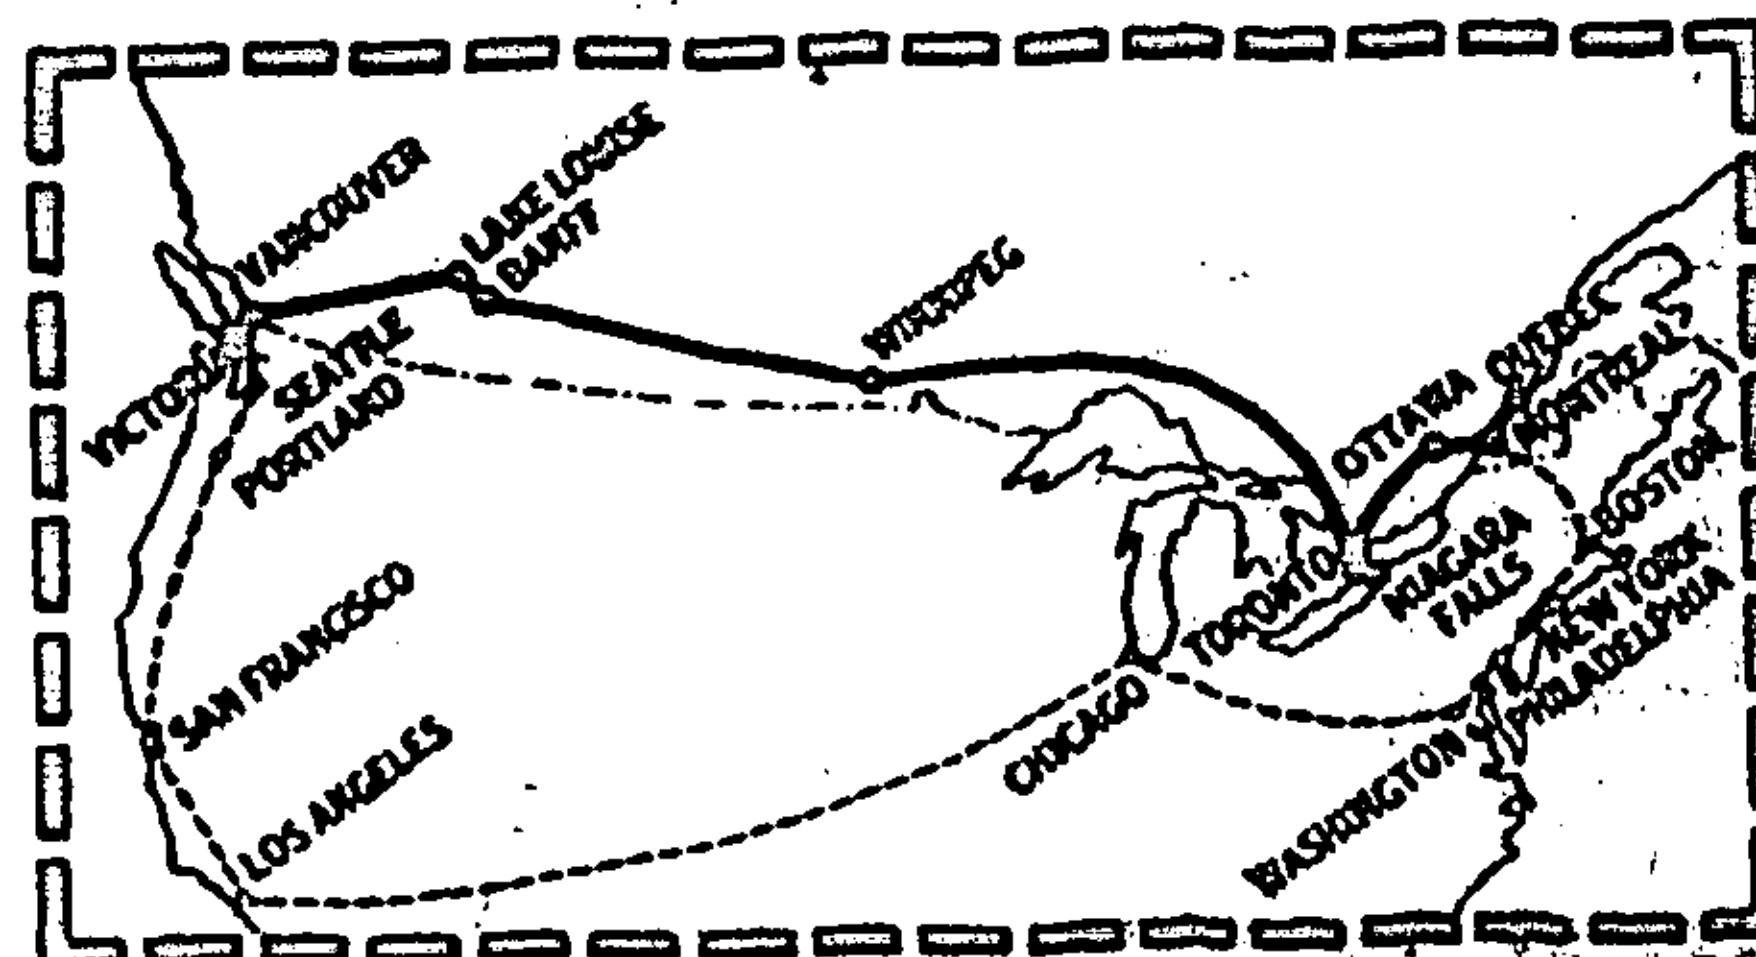 VANCOUVER
LAKE LOUISE
BANFF
WINNIPEG
VICTORIA
SEATTLE
PORTLAND
OTTAWA
QUEBEC
MONTREAL
BOSTON
NIAGARA
FALLS
TORONTO
NEW YORK
PHILADELPHIA
SAN FRANCISCO
LOS ANGELES
CHICAGO
WASHINGTON